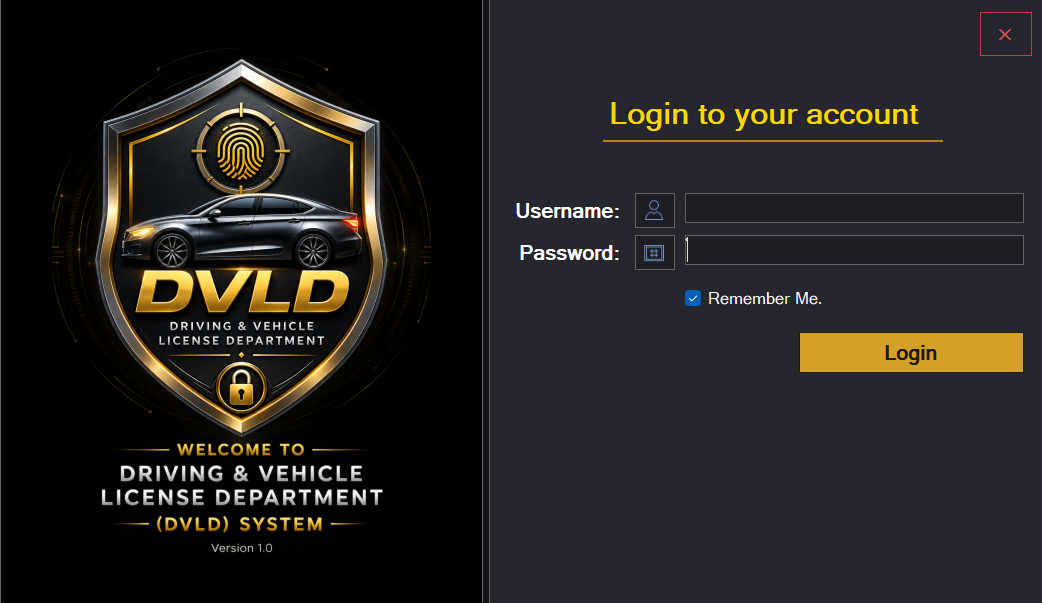 DVLD
DRIVING & VEHICLE
LICENSE DEPARTMENT
WELCOME TO
DRIVING & VEHICLE
LICENSE DEPARTMENT
(DVLD) SYSTEM
Version 1.0
Login to your account
Username:
Password:
Remember Me.
Login